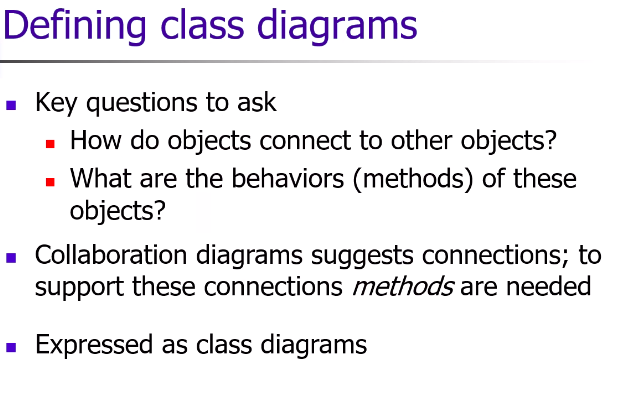 Defining class diagrams
Key questions to ask
How do objects connect to other objects?
What are the behaviors (methods) of these
objects?
Collaboration diagrams suggests connections; to
support these connections methods are needed
Expressed as class diagrams